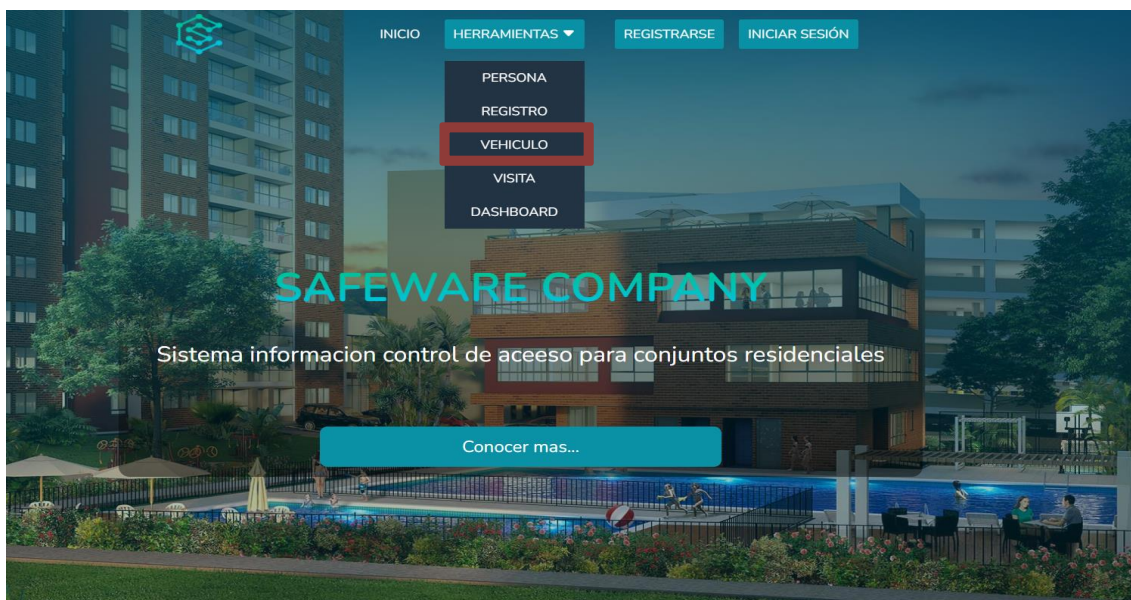 INICIO HERRAMIENTAS REGISTRARSE INICIAR SESIÓN
PERSONA
REGISTRO
VEHICULO
VISITA
DASHBOARD
SAFEWARE COMPANY
Sistema informacion control de aceeso para conjuntos residenciales
Conocer mas...